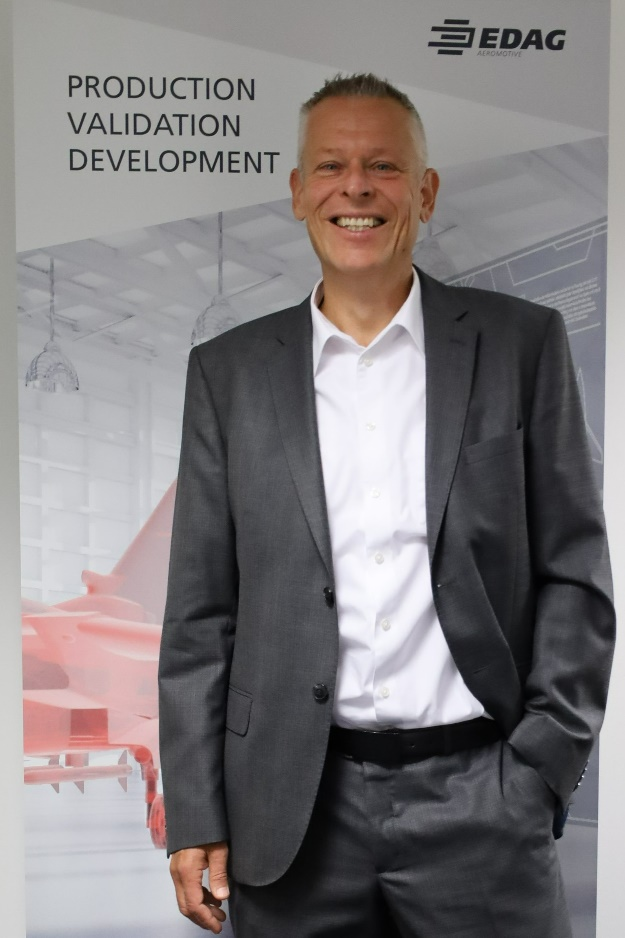 EDAG
AEROMOTIVE
PRODUCTION
VALIDATION
DEVELOPMENT